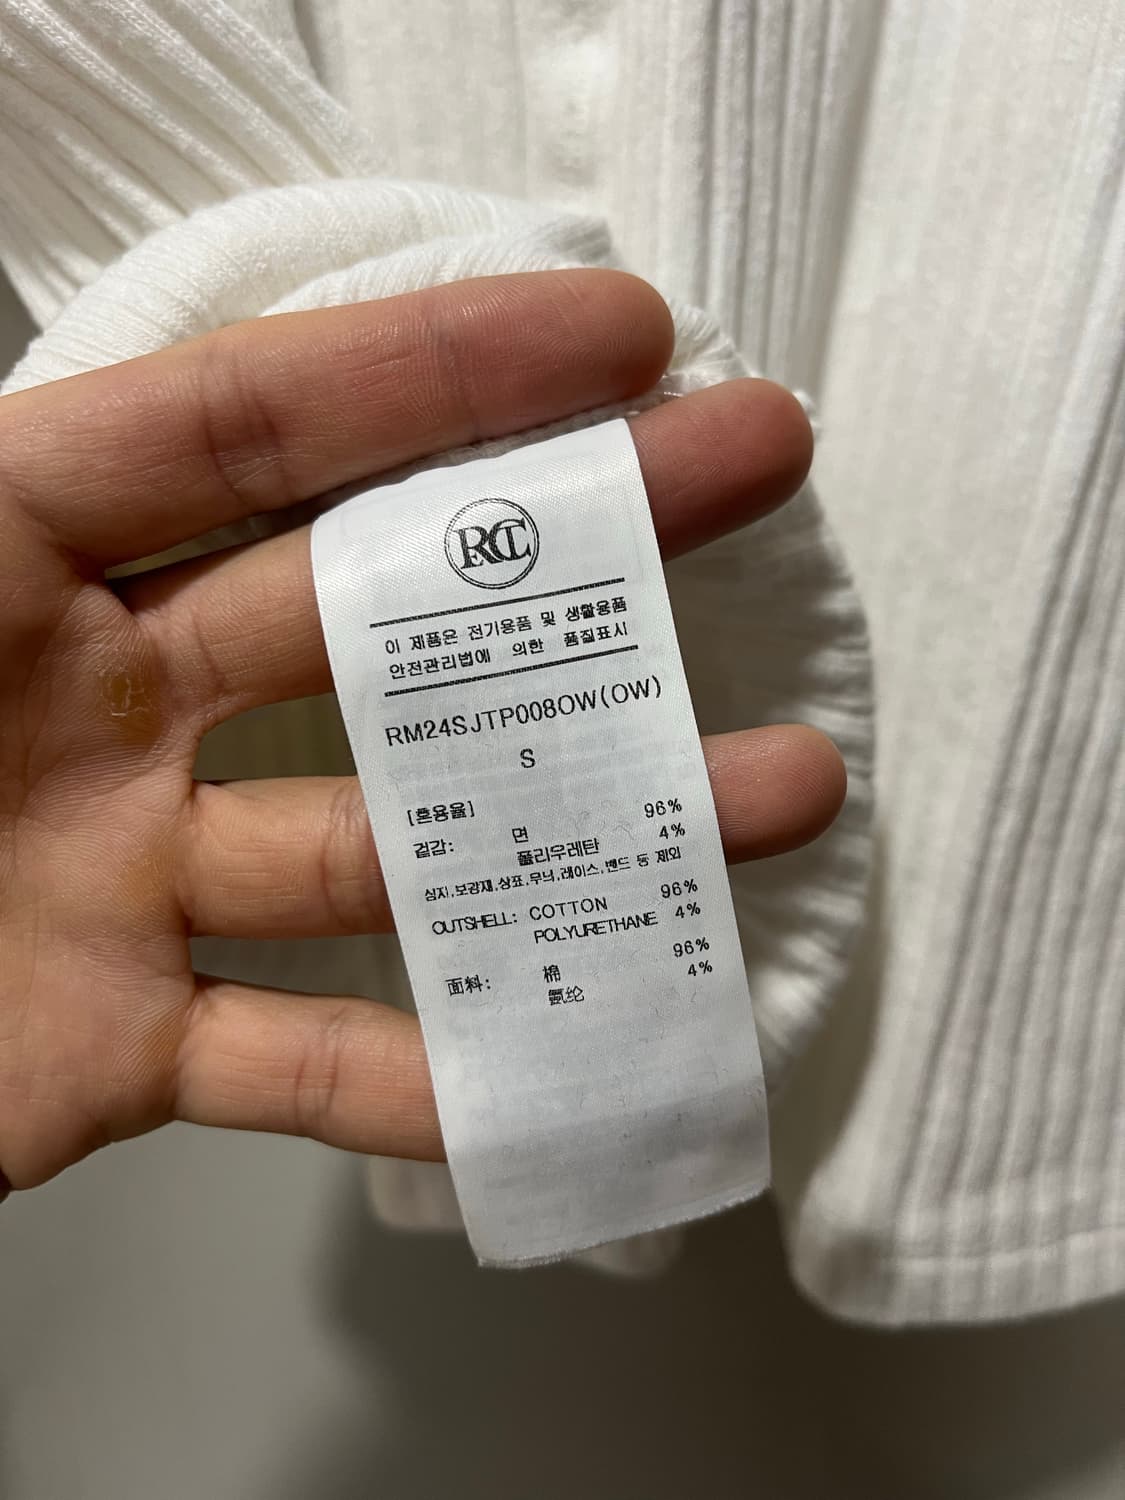 RCT
이 제품은 전기용품 및 생활용품
안전관리법에 의한 품질표시
RM24SJTP008OW(OW)
S
[혼용율]
겉감: 면 96%
폴리우레탄 4%
심지,보강재,상표,무늬,레이스,밴드 등 제외
OUTSHELL: COTTON 96%
POLYURETHANE 4%
面料: 棉 96%
氨纶 4%